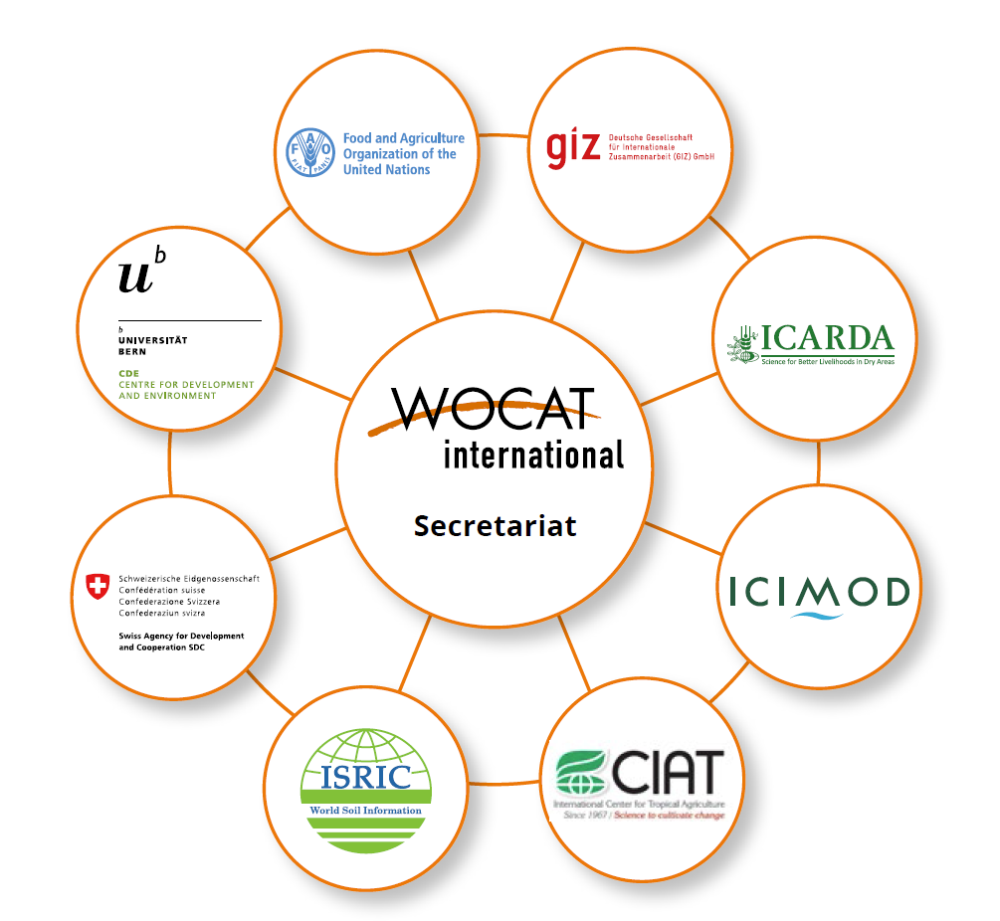 FAO
FIAT PANIS
Food and Agriculture
Organization of the
United Nations
giz
Deutsche Gesellschaft
für Internationale
Zusammenarbeit (GIZ) GmbH
u
b
b
UNIVERSITÄT
BERN
CDE
CENTRE FOR DEVELOPMENT
AND ENVIRONMENT
ICARDA
Science for Better Livelihoods in Dry Areas
WOCAT
international
Secretariat
Schweizerische Eidgenossenschaft
Confédération suisse
Confederazione Svizzera
Confederaziun svizra
Swiss Agency for Development
and Cooperation SDC
ICIMOD
ISRIC
World Soil Information
CIAT
International Center for Tropical Agriculture
Since 1967 / Science to cultivate change